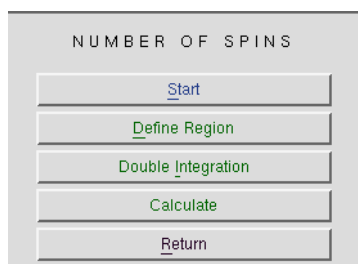 NUMBER OF SPINS
Start
Define Region
Double Integration
Calculate
Return